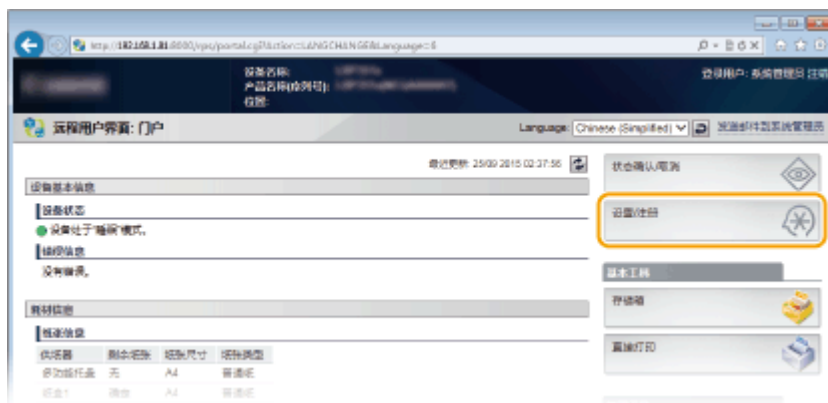 http://192.168.1.81:8000/rps/portal.cgi?Action=LANGCHANGE&Language=6
设备名称:
产品名称(序列号):
位置:
登录用户: 系统管理员 注销
远程用户界面: 门户
Language: Chinese (Simplified)
发送邮件到系统管理员
最近更新: 25/09 2015 02:37:56
状态确认/取消
设备基本信息
设备状态
设备处于“睡眠”模式。
设置/注册
错误信息
没有错误。
基本工具
耗材信息
存储箱
纸张信息
供纸器 剩余纸张 纸张尺寸 纸张类型
直接打印
多功能托盘 无 A4 普通纸
纸盒1 A4 普通纸